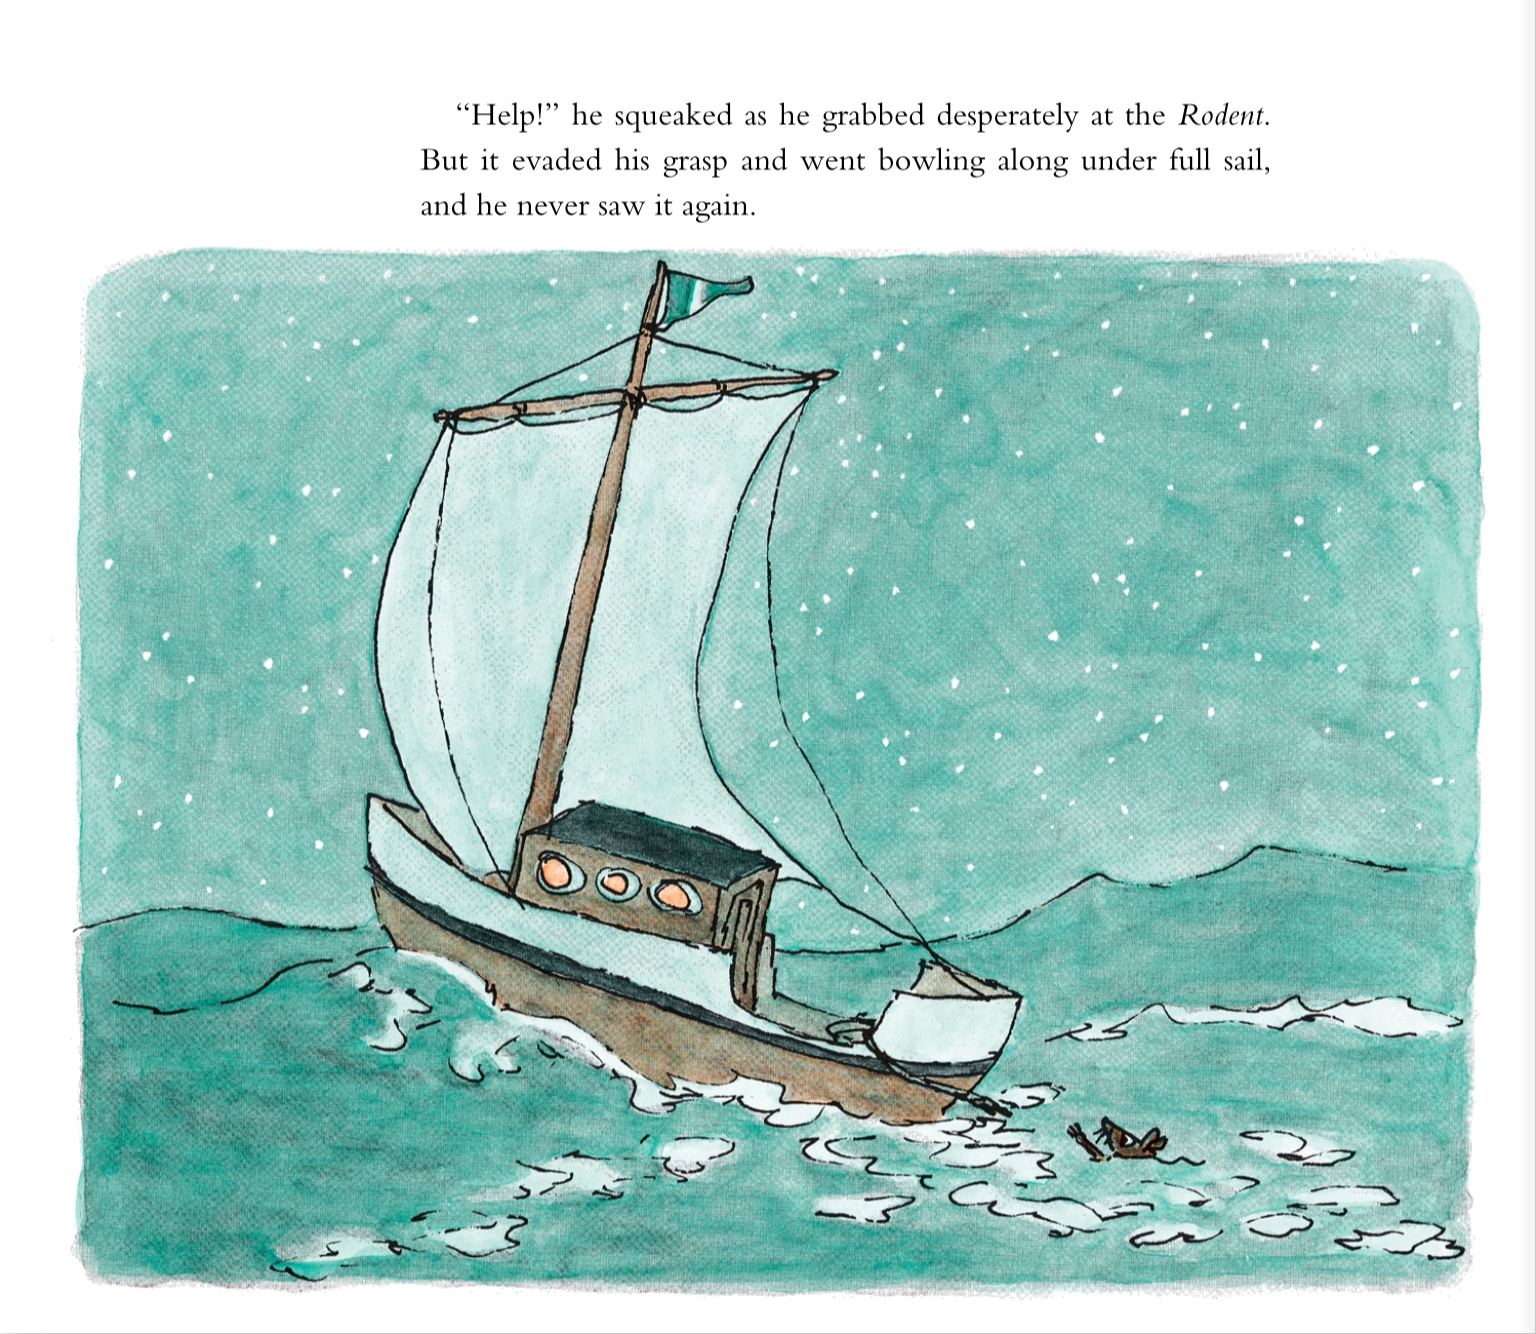 “Help!” he squeaked as he grabbed desperately at the Rodent.
But it evaded his grasp and went bowling along under full sail,
and he never saw it again.